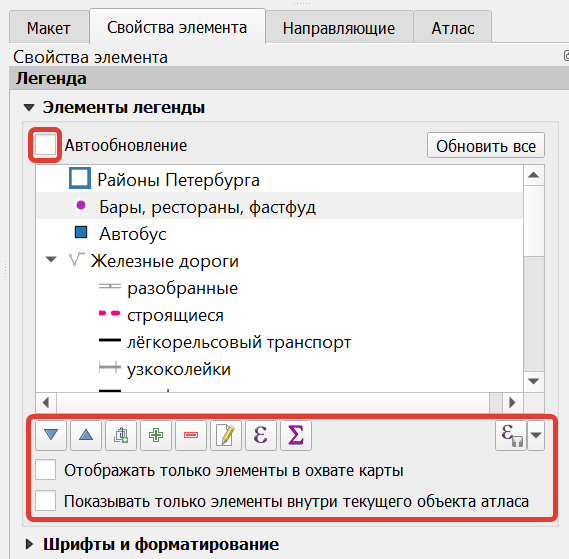 Макет Свойства элемента Направляющие Атлас
Свойства элемента
Легенда
Элементы легенды
Автообновление Обновить все
Районы Петербурга
Бары, рестораны, фастфуд
Автобус
Железные дороги
разобранные
строящиеся
лёгкорельсовый транспорт
узкоколейки
ε Σ ε
Отображать только элементы в охвате карты
Показывать только элементы внутри текущего объекта атласа
Шрифты и форматирование